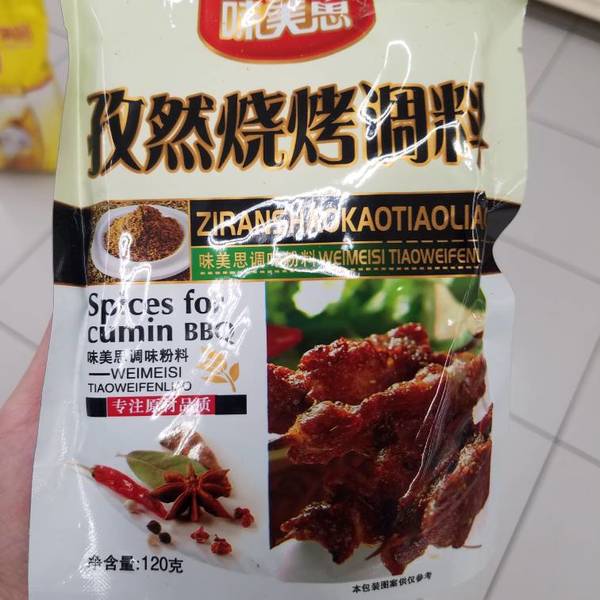 味美思
孜然烧烤调料
ZIRANSHAOKAOTIAOLIAO
味美思调味粉料 WEIMEISI TIAOWEIFENL
Spices for
cumin BBQ
味美思调味粉料
—WEIMEISI
TIAOWEIFENLIAO
专注原材品质
净含量:120克
本包装图案供仅参考